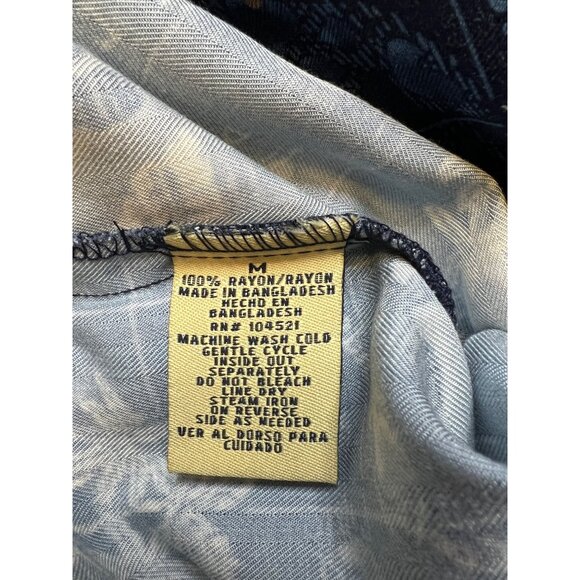 M
100% RAYON/RAYON
MADE IN BANGLADESH
HECHO EN
BANGLADESH
RN# 104521
MACHINE WASH COLD
GENTLE CYCLE
INSIDE OUT
SEPARATELY
DO NOT BLEACH
LINE DRY
STEAM IRON
ON REVERSE
SIDE AS NEEDED
VER AL DORSO PARA
CUIDADO